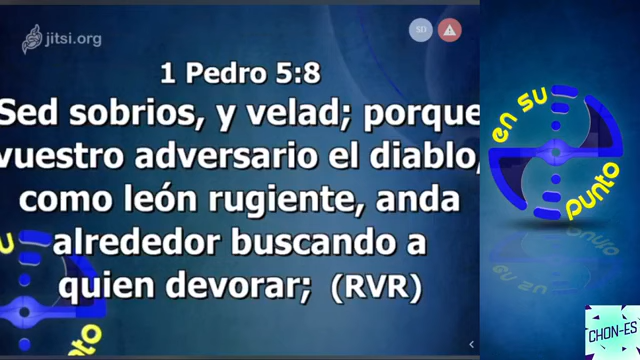 jitsi.org
SD
1 Pedro 5:8
Sed sobrios, y velad; porque
vuestro adversario el diablo,
como león rugiente, anda
alrededor buscando a
quien devorar; (RVR)
en su
punto
CHON-ES